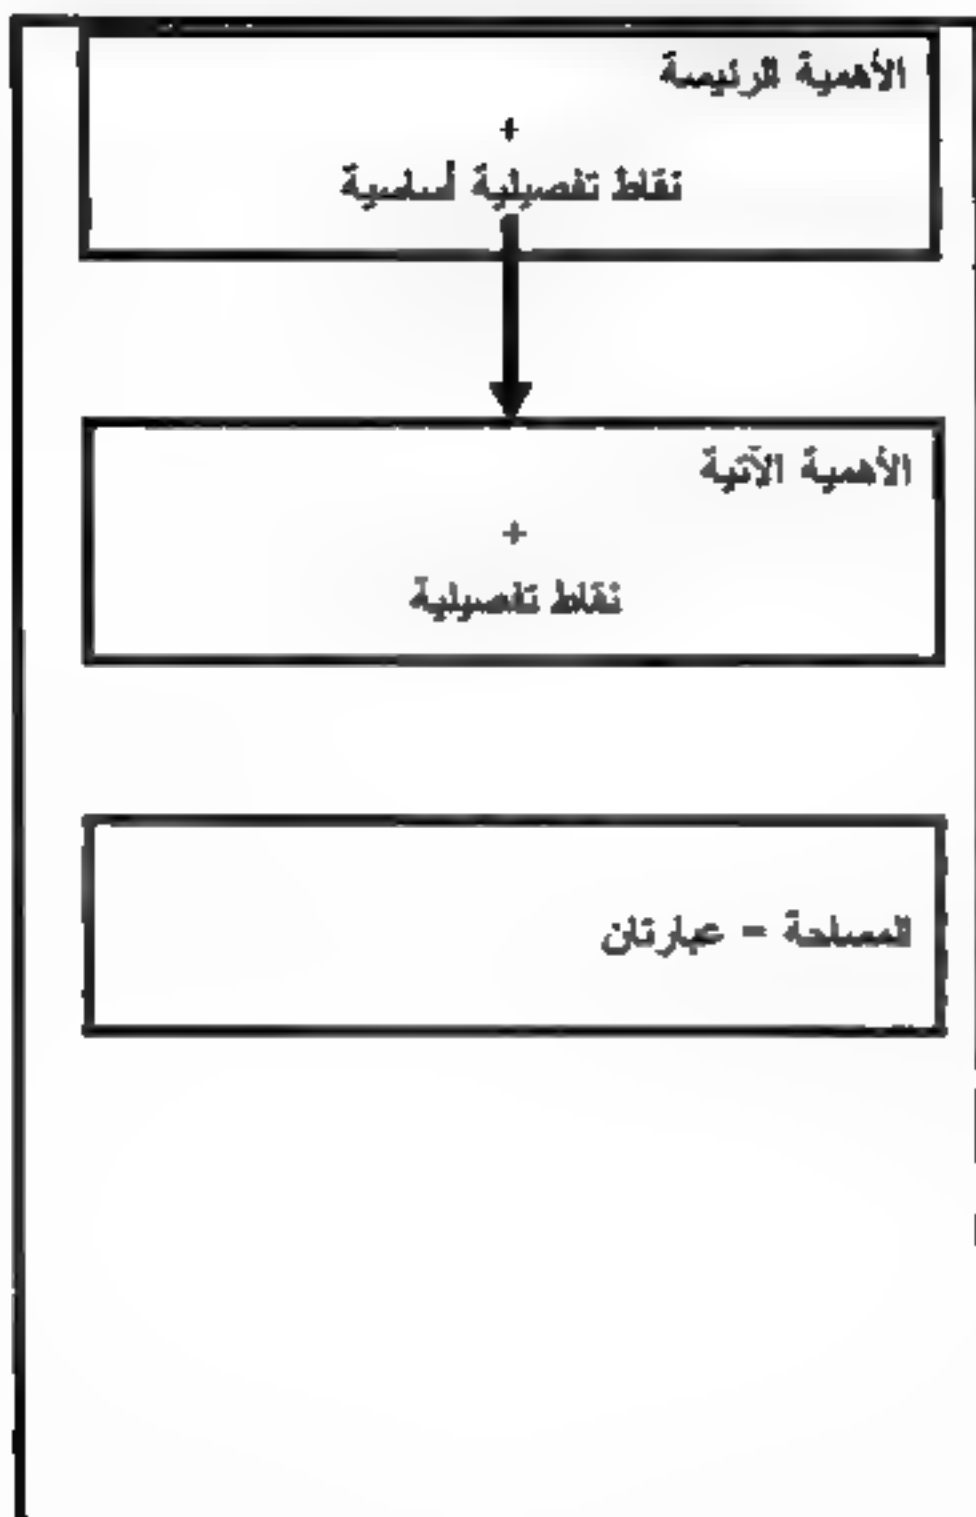 الأهمية الرئيسة
+
نقاط تفصيلية أساسية
الأهمية الآتية
+
نقاط تفصيلية
المساحة = عبارتان